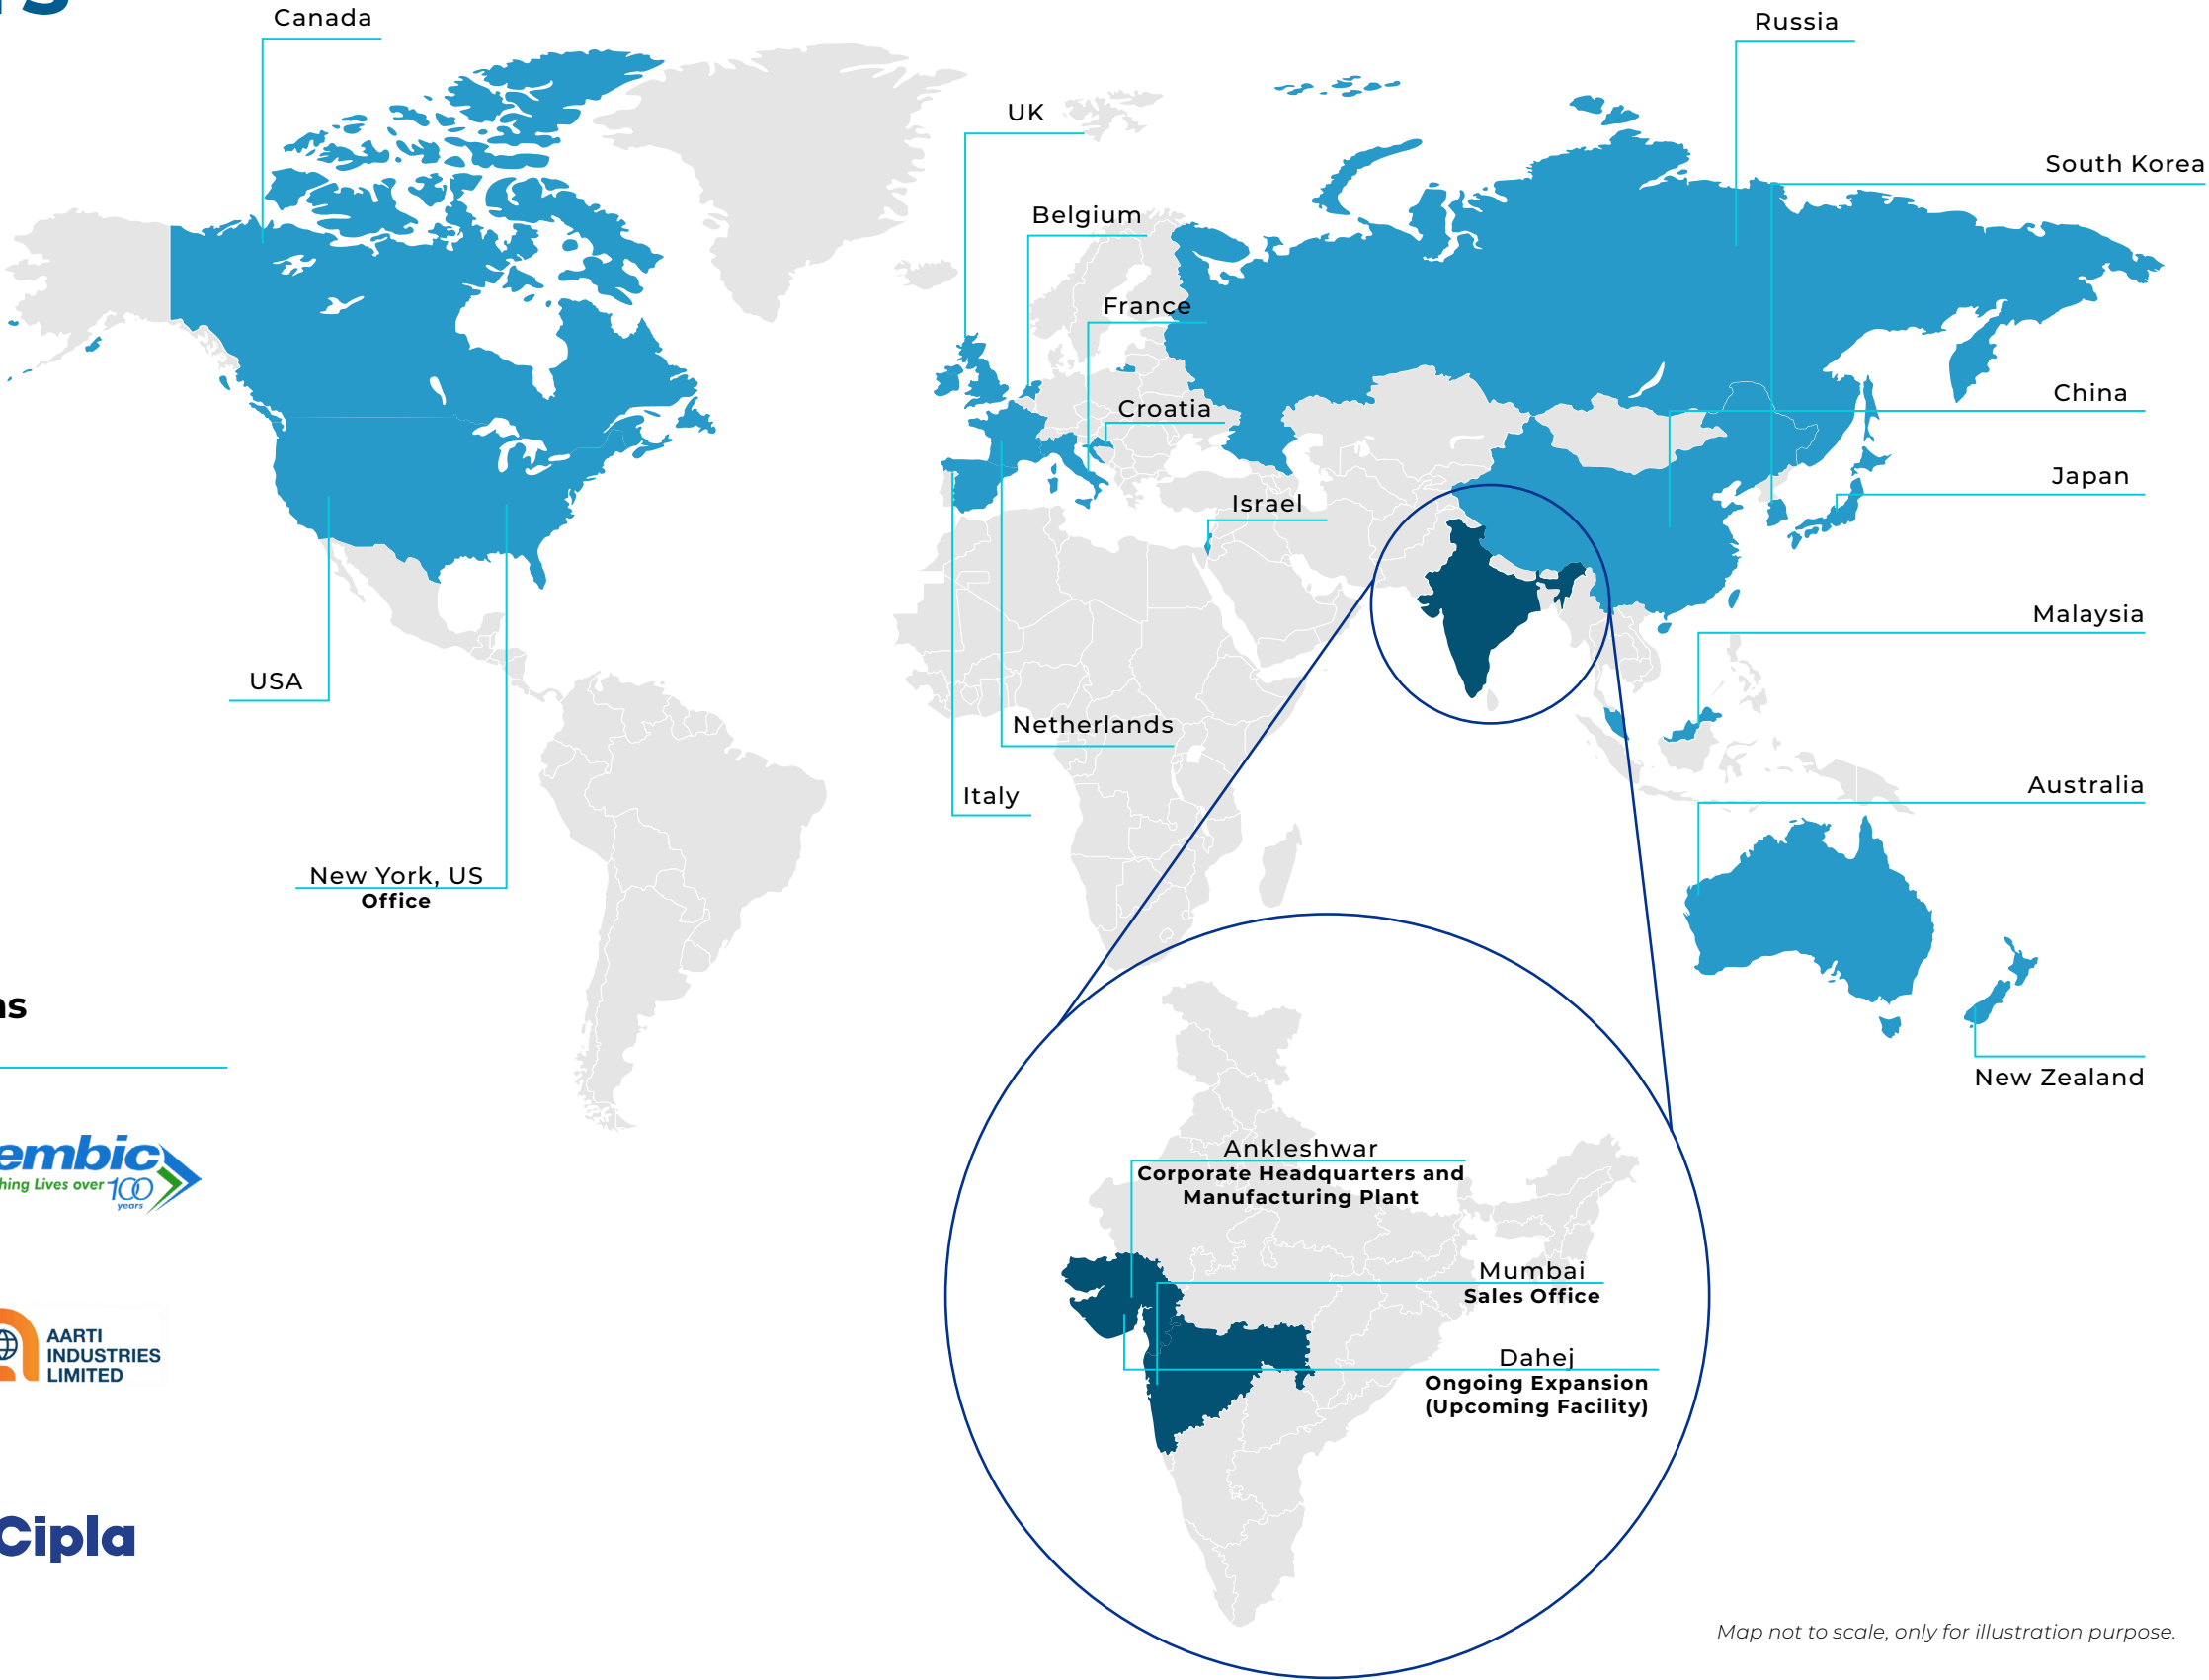 Canada
Russia
UK
South Korea
Belgium
France
China
Croatia
Japan
Israel
Malaysia
USA
Netherlands
Australia
Italy
New York, US
Office
New Zealand
Ankleshwar
Corporate Headquarters and
Manufacturing Plant
Mumbai
Sales Office
Dahej
Ongoing Expansion
(Upcoming Facility)
embic
hing Lives over 100
years
AARTI
INDUSTRIES
LIMITED
Cipla
Map not to scale, only for illustration purpose.